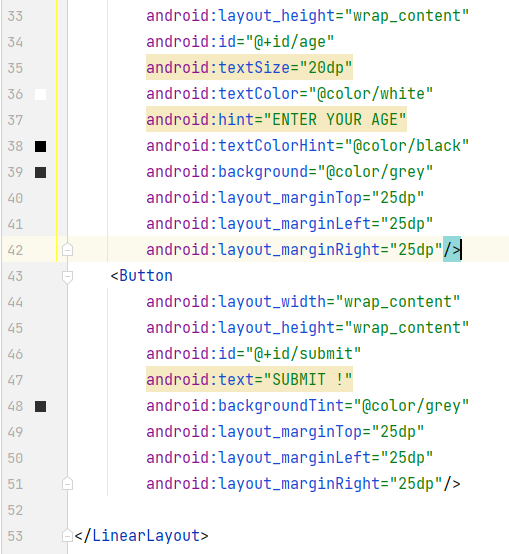 33 android:layout_height="wrap_content"
34 android:id="@+id/age"
35 android:textSize="20dp"
36 android:textColor="@color/white"
37 android:hint="ENTER YOUR AGE"
38 android:textColorHint="@color/black"
39 android:background="@color/grey"
40 android:layout_marginTop="25dp"
41 android:layout_marginLeft="25dp"
42 android:layout_marginRight="25dp"/>
43 <Button
44 android:layout_width="wrap_content"
45 android:layout_height="wrap_content"
46 android:id="@+id/submit"
47 android:text="SUBMIT !"
48 android:backgroundTint="@color/grey"
49 android:layout_marginTop="25dp"
50 android:layout_marginLeft="25dp"
51 android:layout_marginRight="25dp"/>
52
53 </LinearLayout>